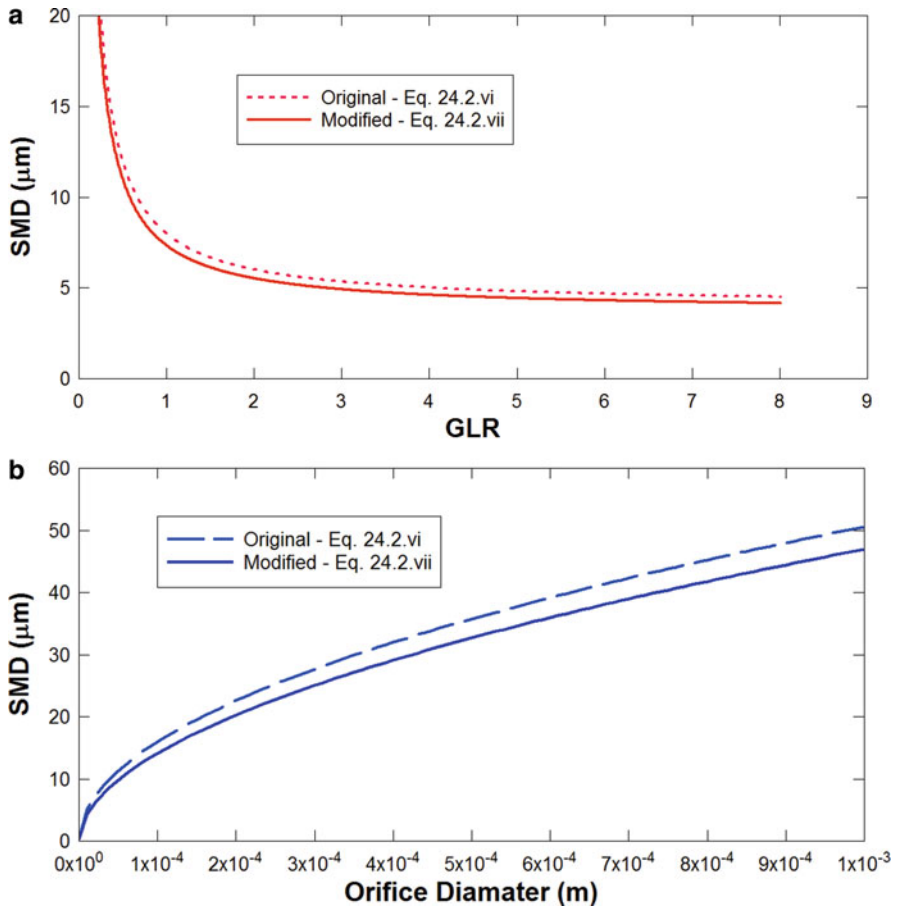 a
20
15
10
5
0
SMD (μm)
Original - Eq. 24.2.vi
Modified - Eq. 24.2.vii
0 1 2 3 4 5 6 7 8 9
GLR
b
60
50
40
30
20
10
0
SMD (μm)
Original - Eq. 24.2.vi
Modified - Eq. 24.2.vii
0x10⁰ 1x10⁻⁴ 2x10⁻⁴ 3x10⁻⁴ 4x10⁻⁴ 5x10⁻⁴ 6x10⁻⁴ 7x10⁻⁴ 8x10⁻⁴ 9x10⁻⁴ 1x10⁻³
Orifice Diamater (m)